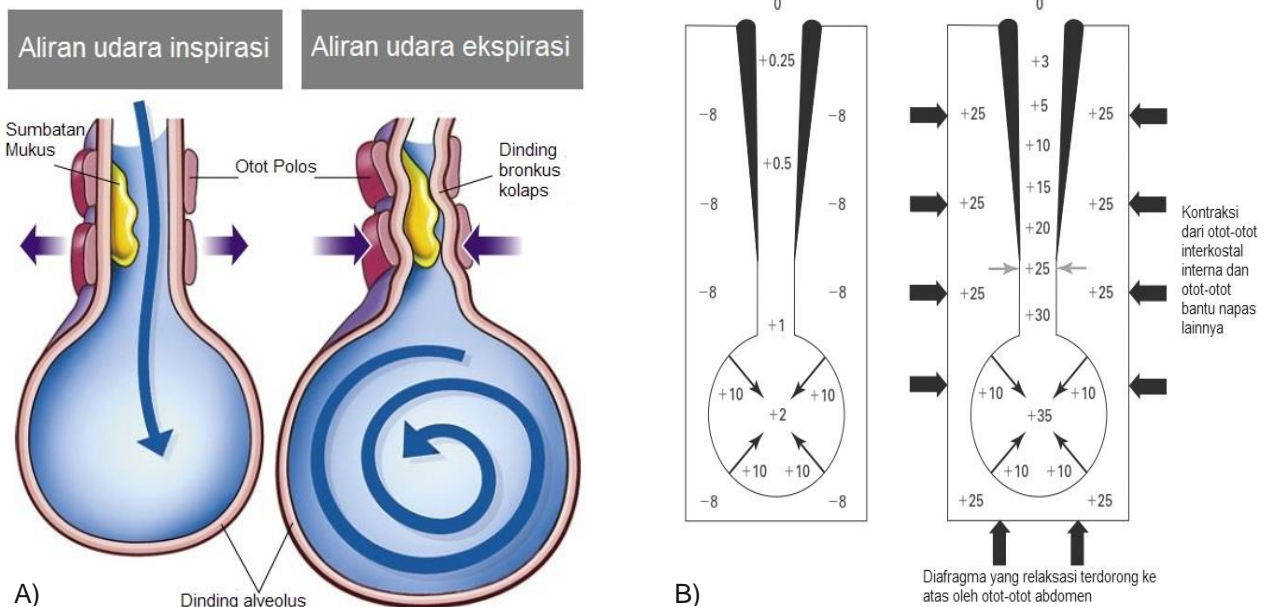 Aliran udara inspirasi
Aliran udara ekspirasi
Sumbatan
Mukus
Otot Polos
Dinding
bronkus
kolaps
Dinding alveolus
A)
0
+0.25
-8 -8
+0.5
-8 -8
-8 -8
+1
+10 +10
+2
+10 +10
-8 -8
B)
0
+3
+25 +5 +25
+10
+15
+25 +25
+20
+25
+25 +25
+30
+10 +10
+35
+10 +10
+25 +25
Kontraksi
dari otot-otot
interkostal
interna dan
otot-otot
bantu napas
lainnya
Diafragma yang relaksasi terdorong ke
atas oleh otot-otot abdomen